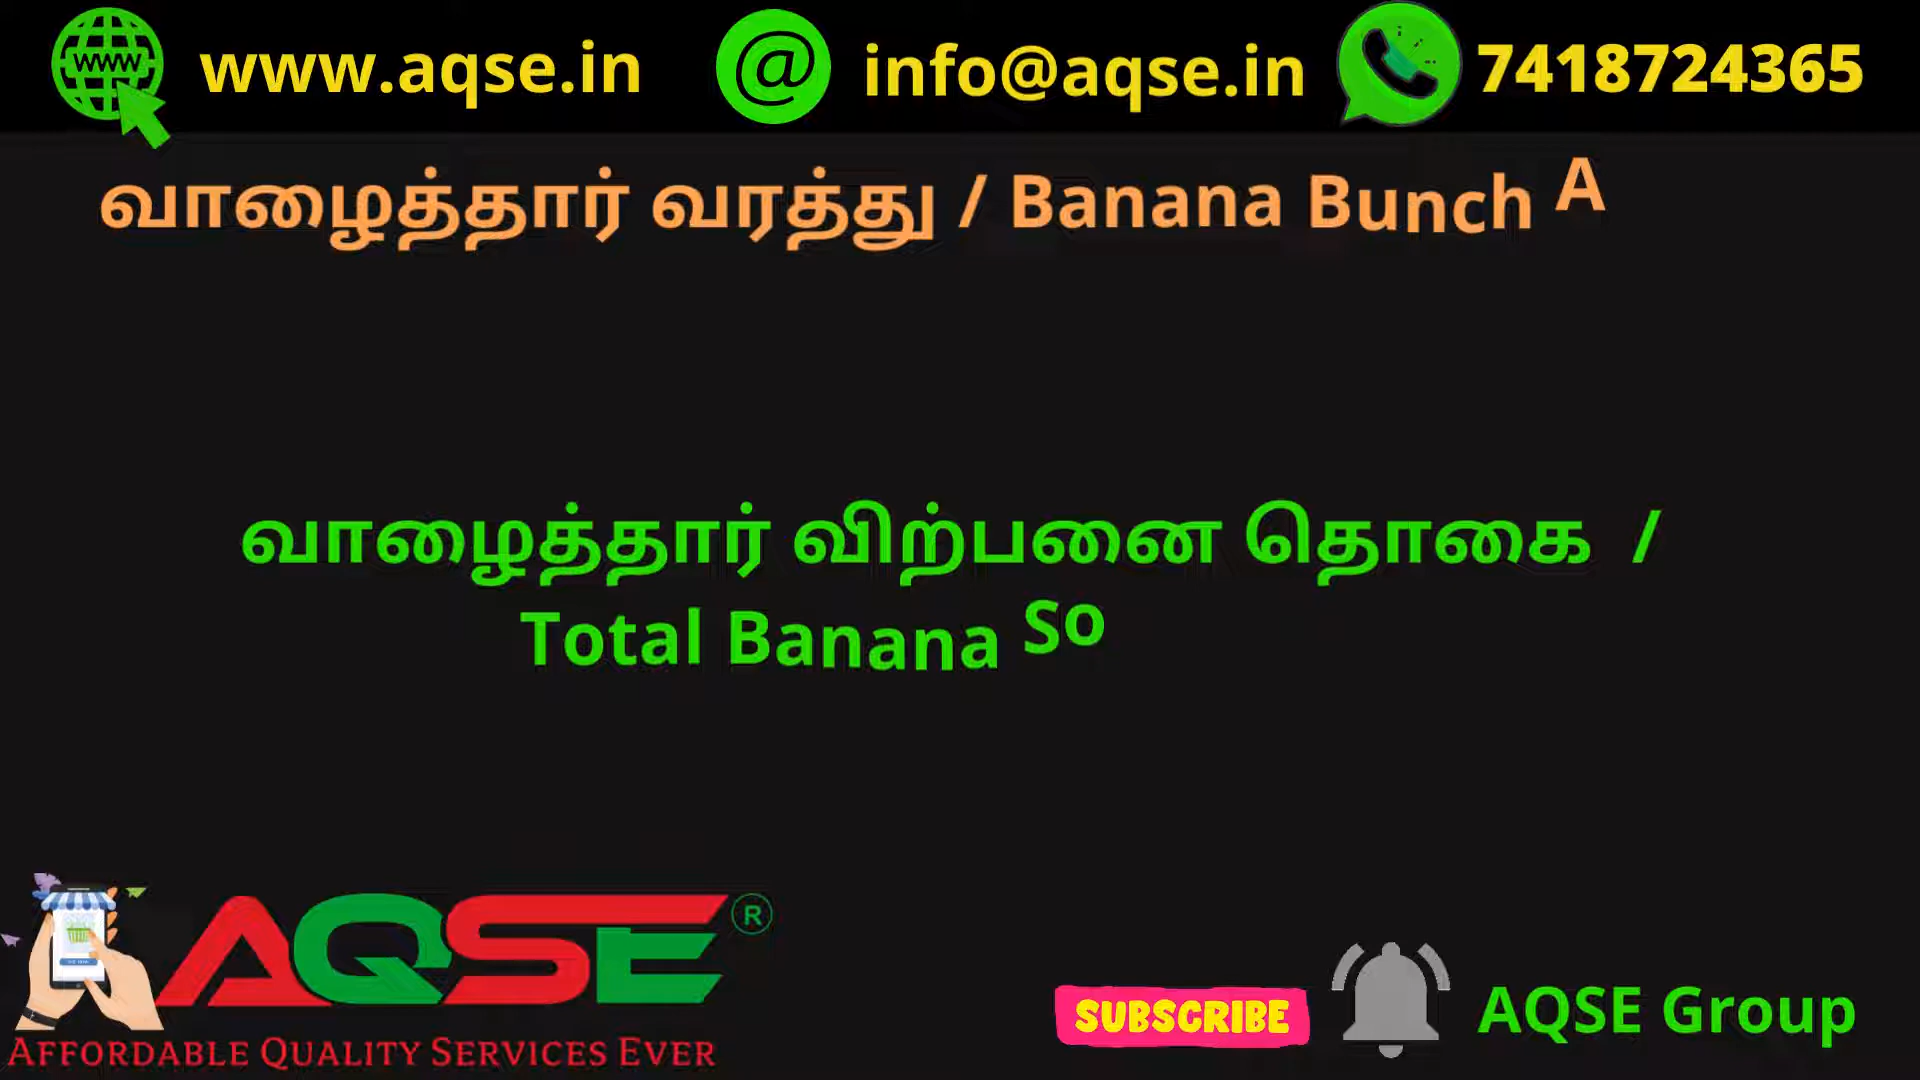 www.aqse.in
info@aqse.in
7418724365
வாழைத்தார் வரத்து / Banana Bunch A
வாழைத்தார் விற்பனை தொகை /
Total Banana So
AQSE ®
AFFORDABLE QUALITY SERVICES EVER
SUBSCRIBE
AQSE Group